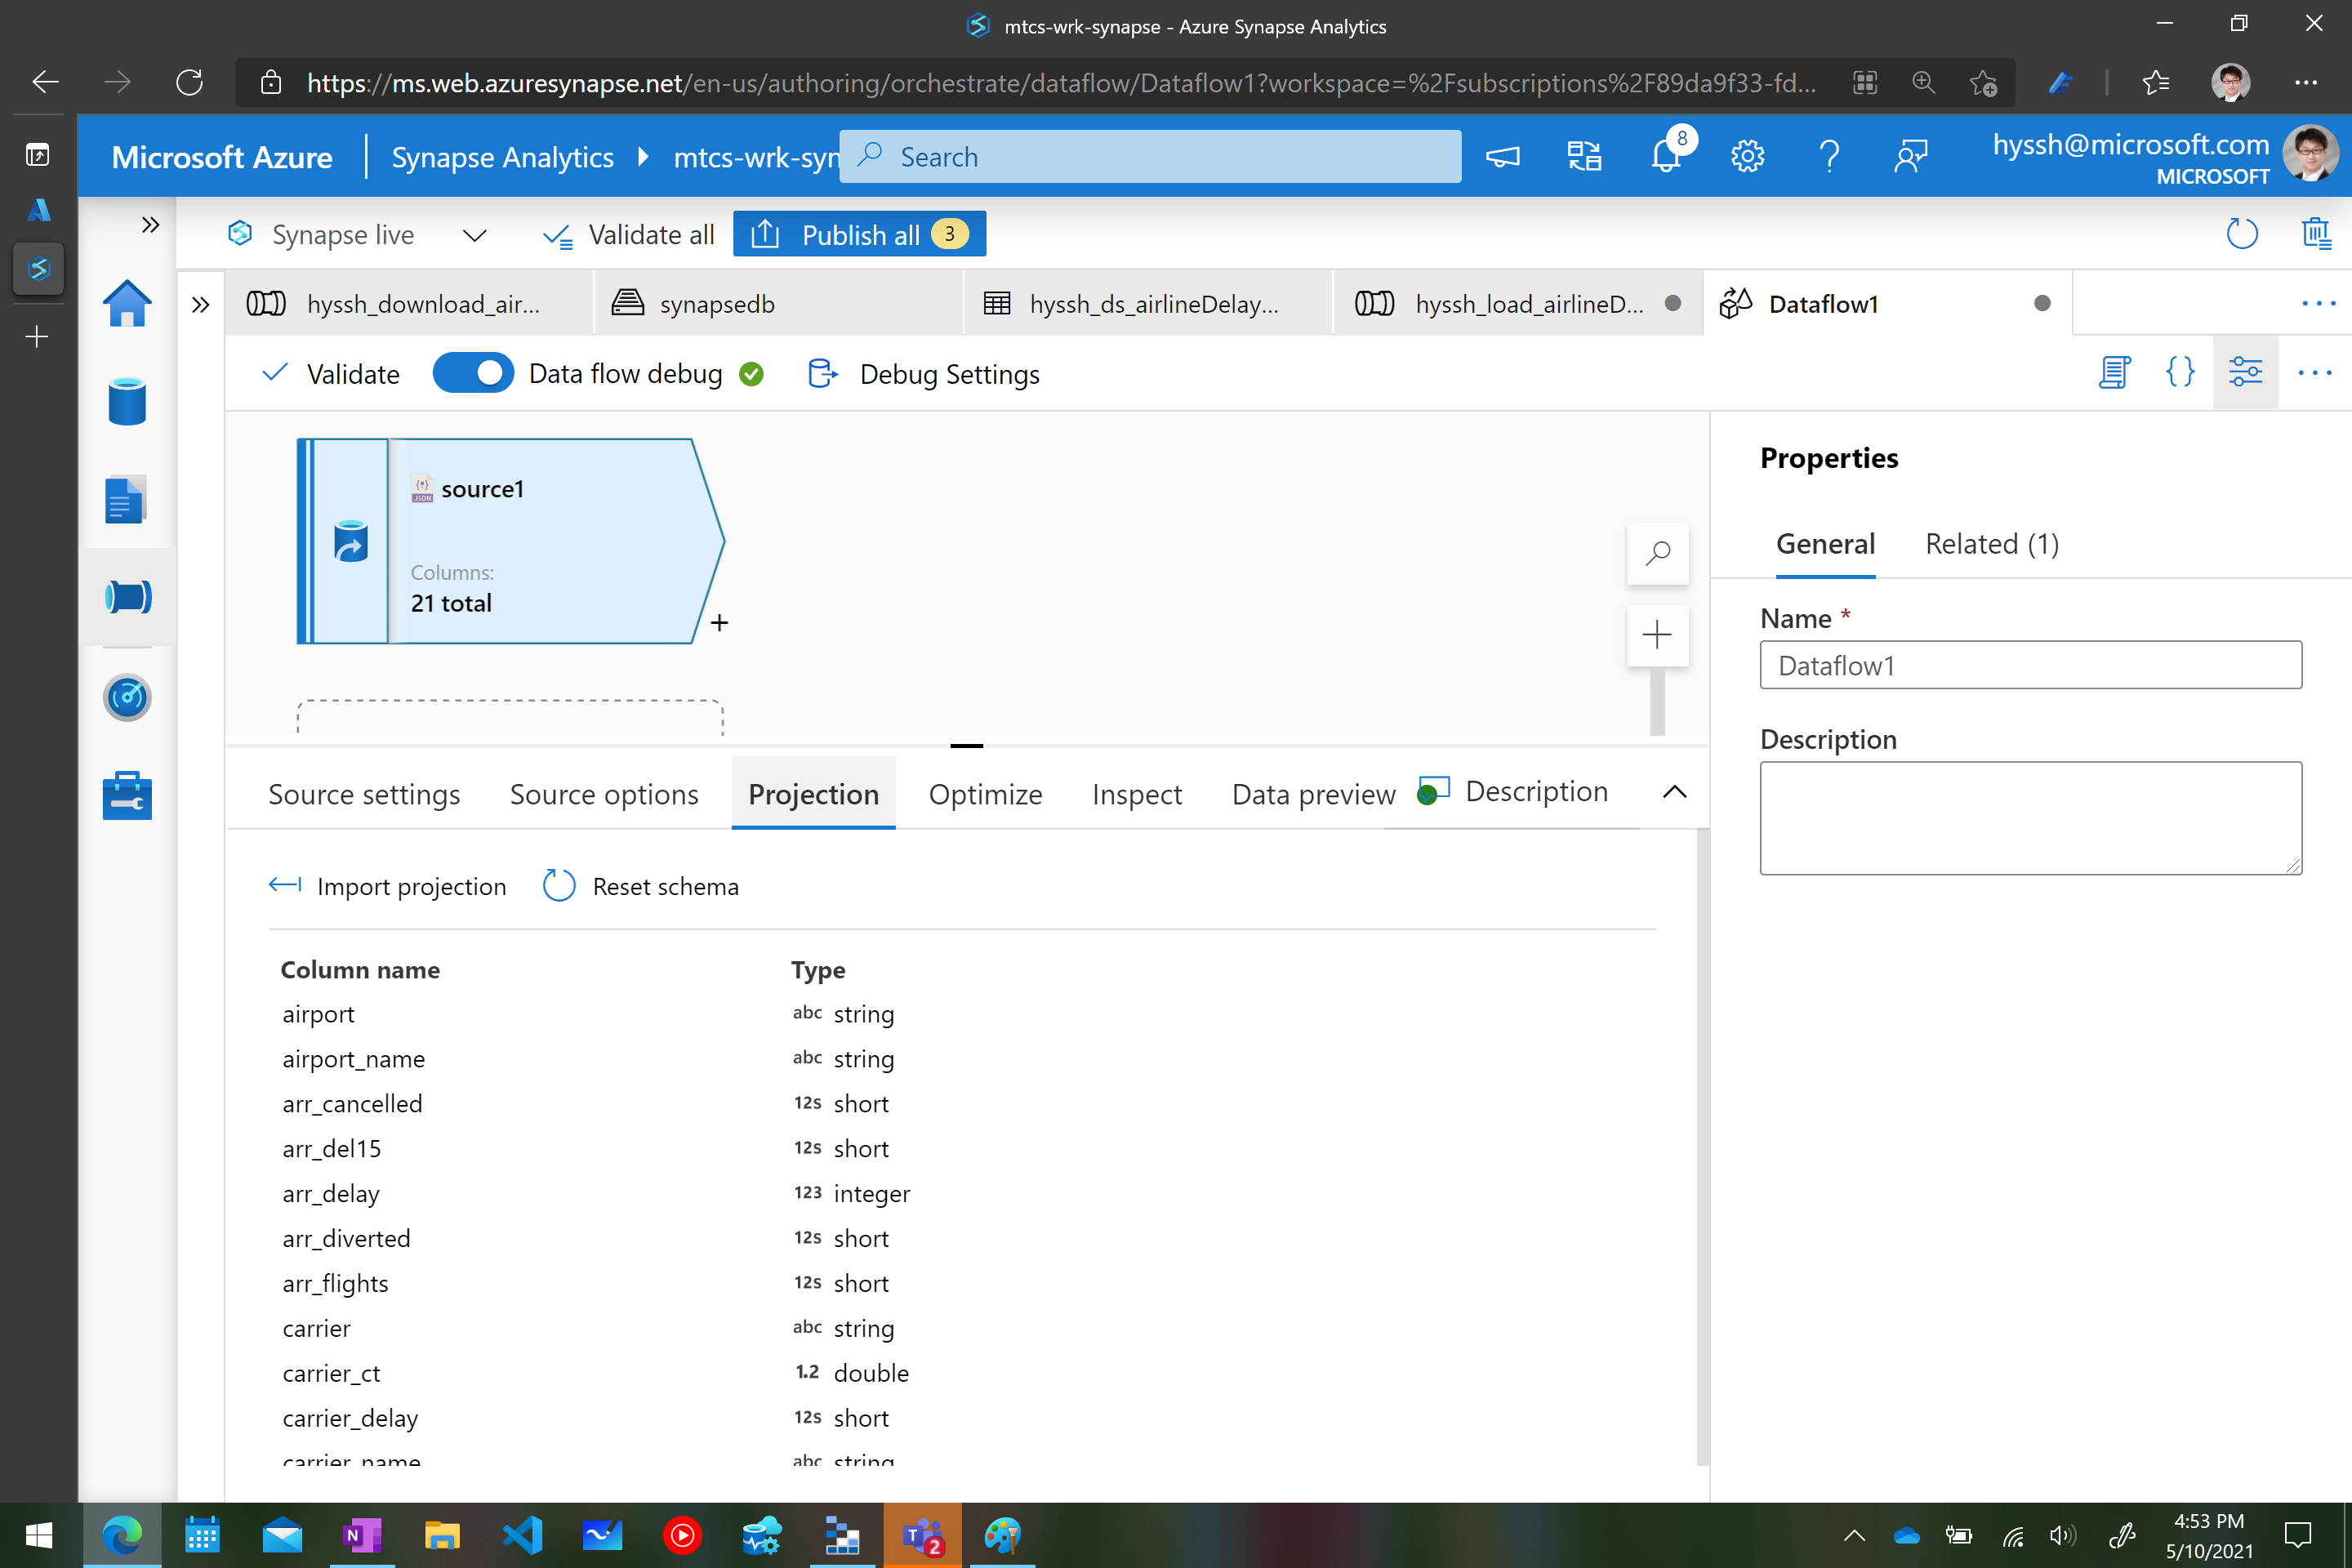 mtcs-wrk-synapse - Azure Synapse Analytics
https://ms.web.azuresynapse.net/en-us/authoring/orchestrate/dataflow/Dataflow1?workspace=%2Fsubscriptions%2F89da9f33-fd...
Microsoft Azure
Synapse Analytics
mtcs-wrk-syn
Search
8
hyssh@microsoft.com
MICROSOFT
Synapse live
Validate all
Publish all 3
hyssh_download_air...
synapsedb
hyssh_ds_airlineDelay...
hyssh_load_airlineD...
Dataflow1
Validate
Data flow debug
Debug Settings
{}
JSON
source1
Columns:
21 total
Properties
General
Related (1)
Name *
Dataflow1
Description
Source settings
Source options
Projection
Optimize
Inspect
Data preview
Description
Import projection
Reset schema
Column name Type
airport abc string
airport_name abc string
arr_cancelled 12s short
arr_del15 12s short
arr_delay 123 integer
arr_diverted 12s short
arr_flights 12s short
carrier abc string
carrier_ct 1.2 double
carrier_delay 12s short
carrier_name abc string
N
T
2
4:53 PM
5/10/2021